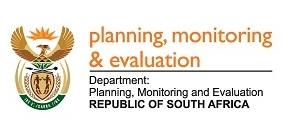 planning, monitoring
& evaluation
Department:
Planning, Monitoring and Evaluation
REPUBLIC OF SOUTH AFRICA